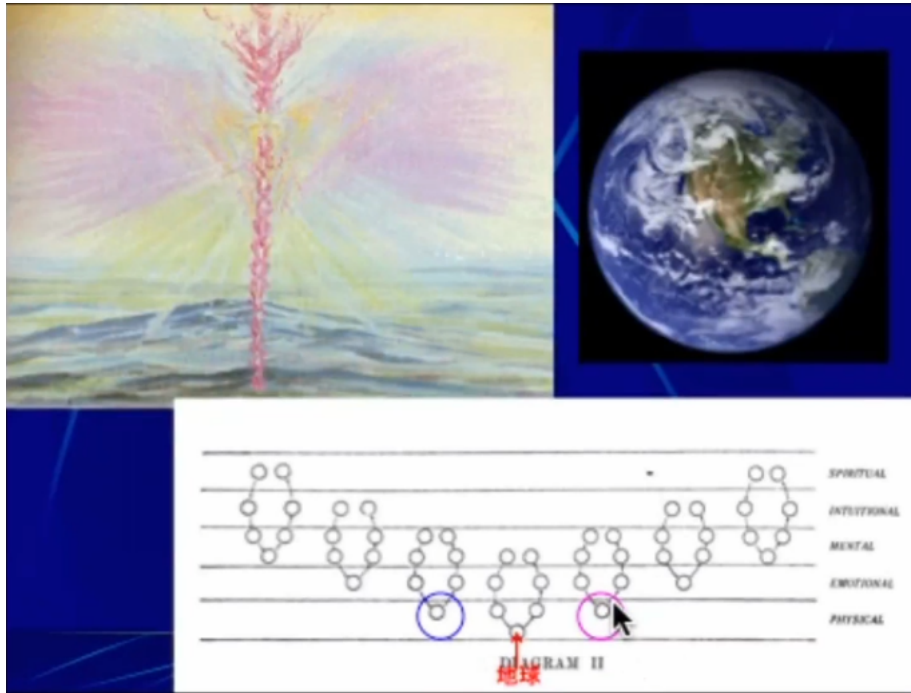 SPIRITUAL
INTUITIONAL
MENTAL
EMOTIONAL
PHYSICAL
DIAGRAM II
地球